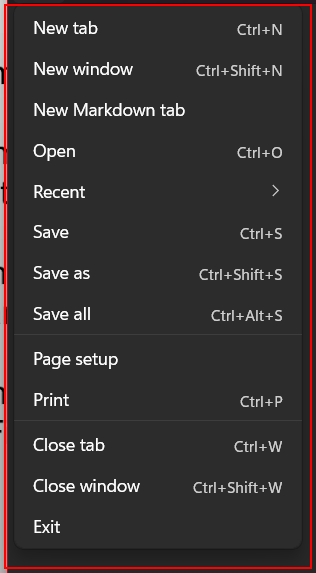 New tab Ctrl+N
New window Ctrl+Shift+N
New Markdown tab
Open Ctrl+O
Recent
Save Ctrl+S
Save as Ctrl+Shift+S
Save all Ctrl+Alt+S
Page setup
Print Ctrl+P
Close tab Ctrl+W
Close window Ctrl+Shift+W
Exit